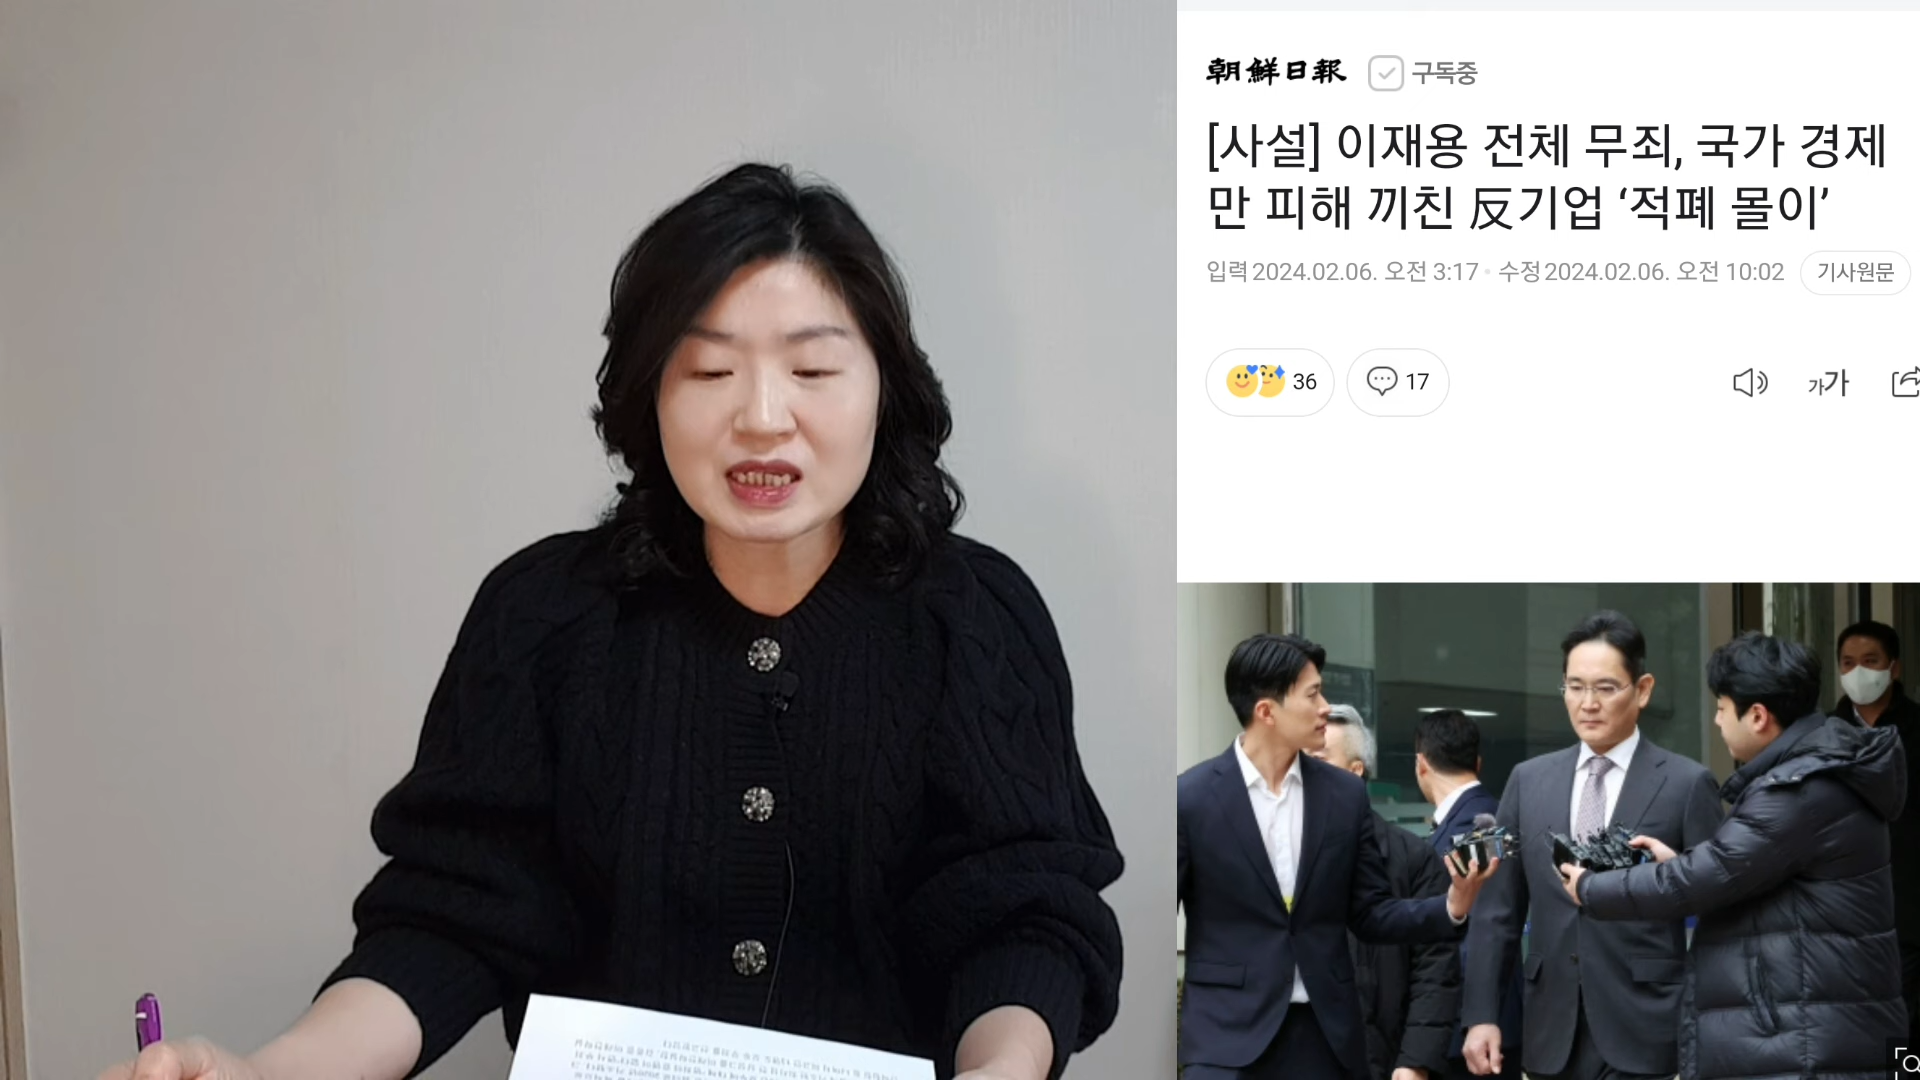 朝鮮日報 구독중
[사설] 이재용 전체 무죄, 국가 경제
만 피해 끼친 反기업 ‘적폐 몰이’
입력 2024.02.06. 오전 3:17 · 수정 2024.02.06. 오전 10:02 기사원문
36 17 가가